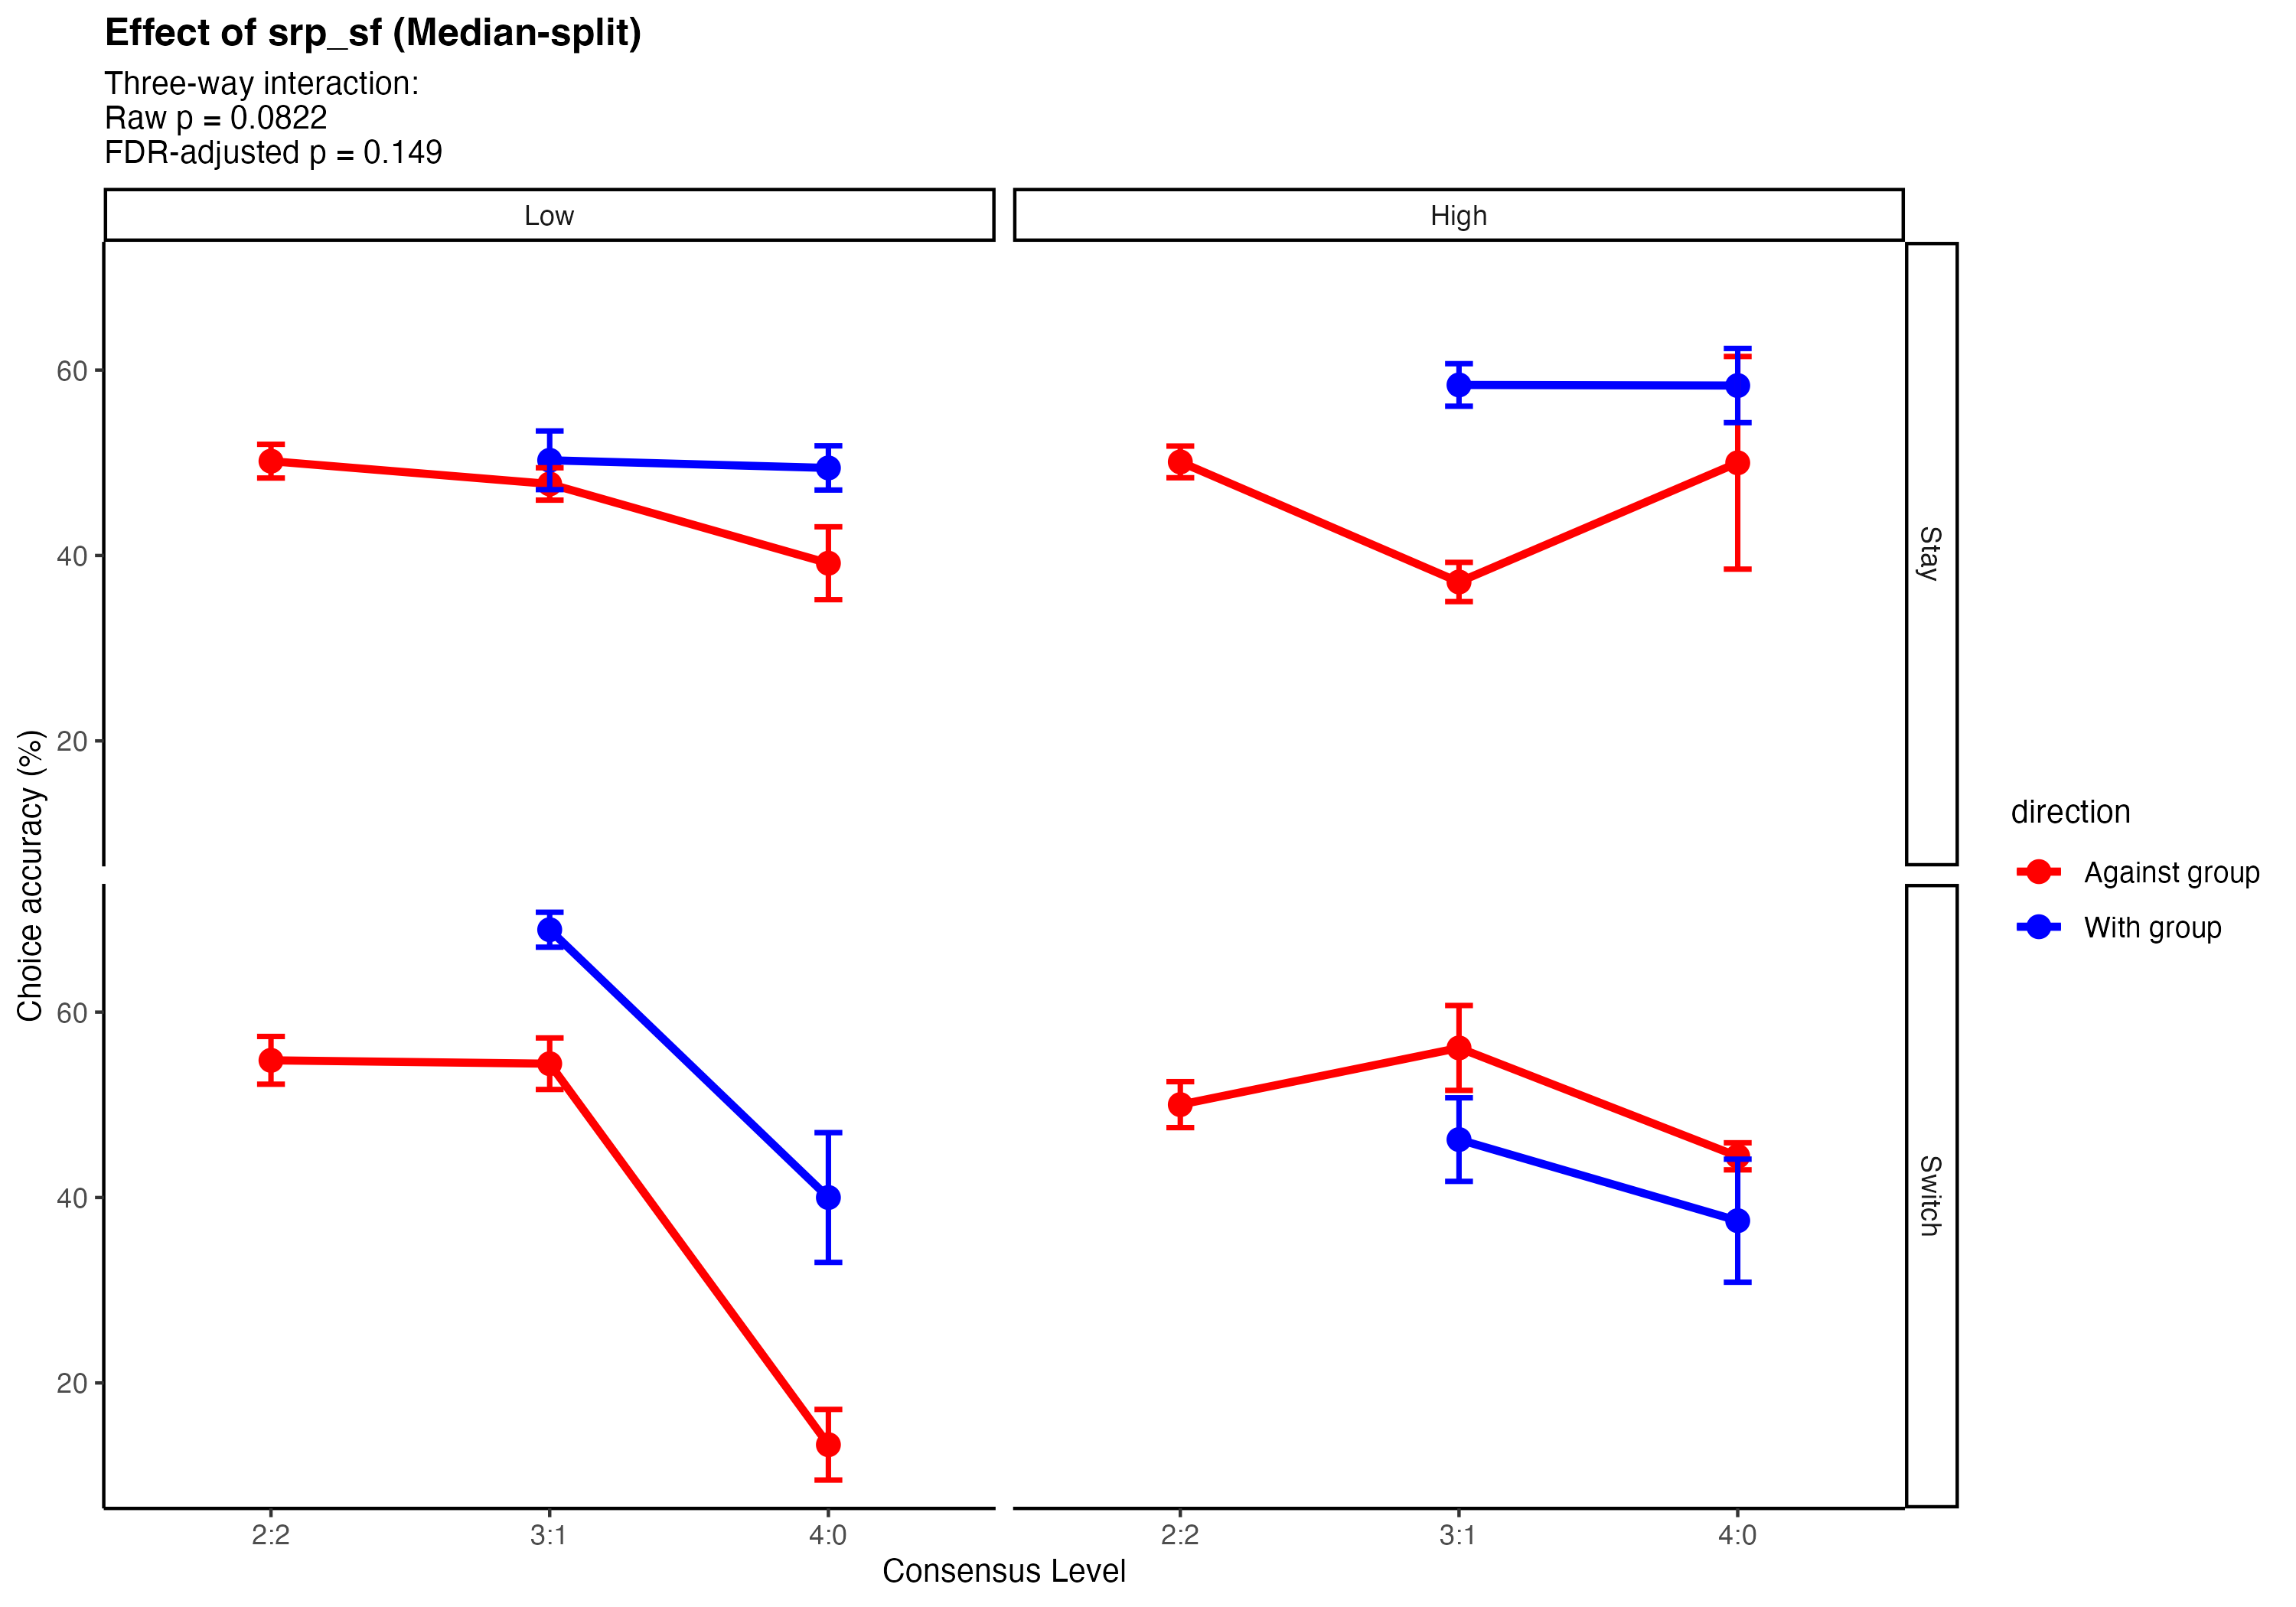 Effect of srp_sf (Median-split)
Three-way interaction:
Raw p = 0.0822
FDR-adjusted p = 0.149
Low
High
60
40
20
Stay
Choice accuracy (%)
60
40
20
Switch
2:2
3:1
4:0
2:2
3:1
4:0
Consensus Level
direction
Against group
With group